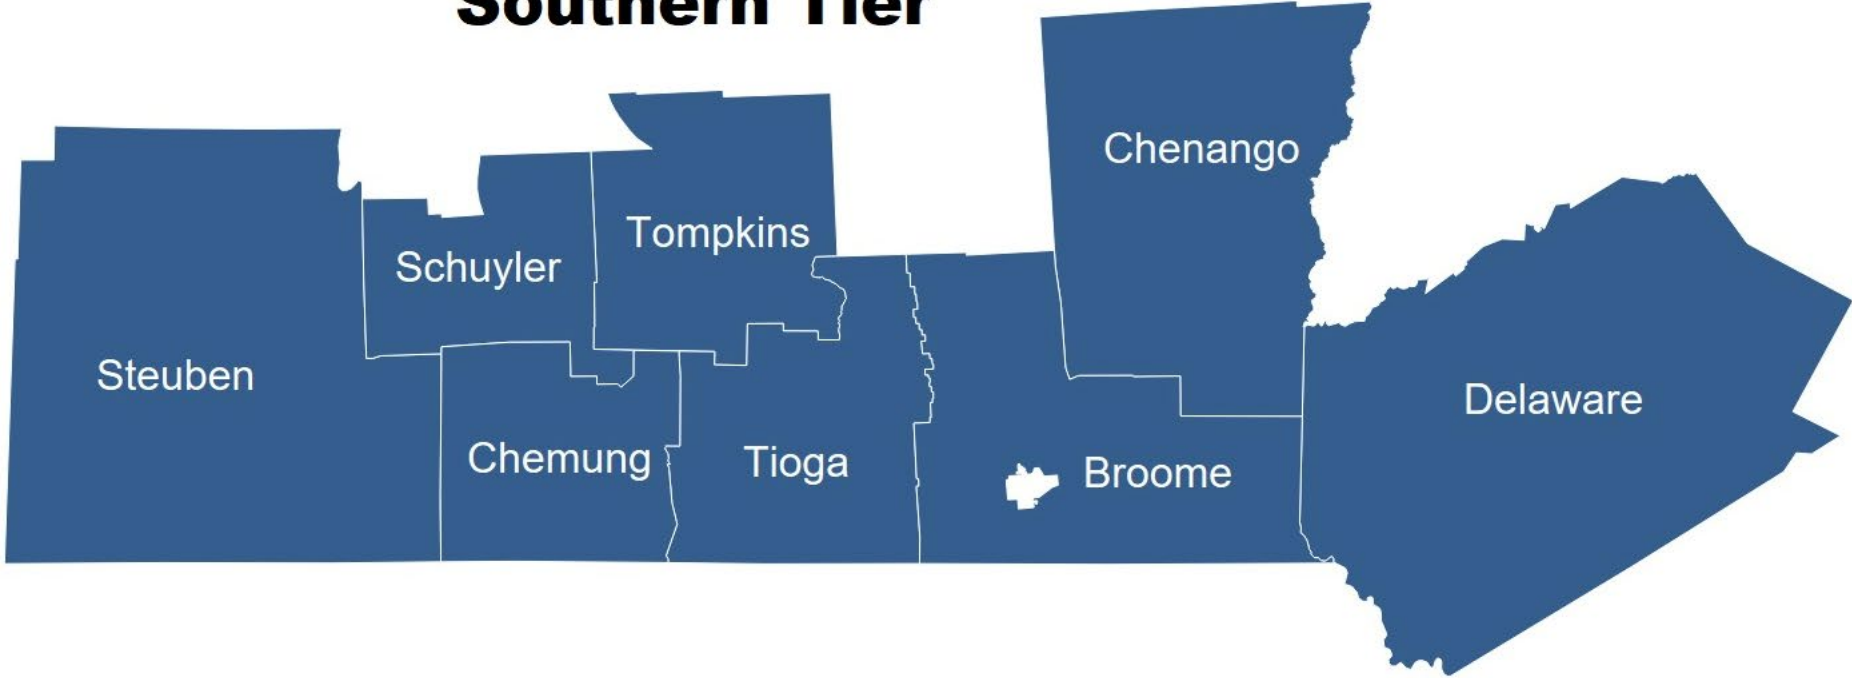 Southern Tier
Chenango
Tompkins
Schuyler
Steuben
Delaware
Chemung
Tioga
Broome